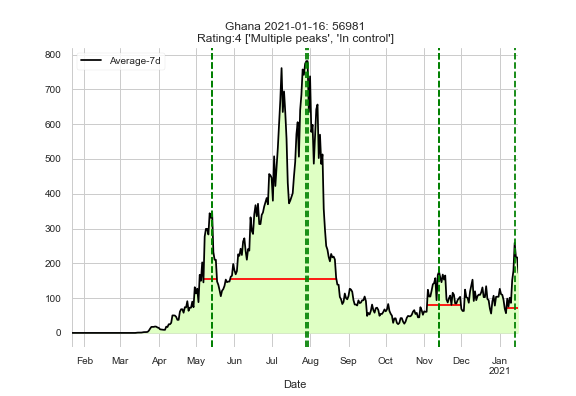 Ghana 2021-01-16: 56981
Rating:4 ['Multiple peaks', 'In control']
Average-7d
800
700
600
500
400
300
200
100
0
Feb Mar Apr May Jun Jul Aug Sep Oct Nov Dec Jan
2021
Date